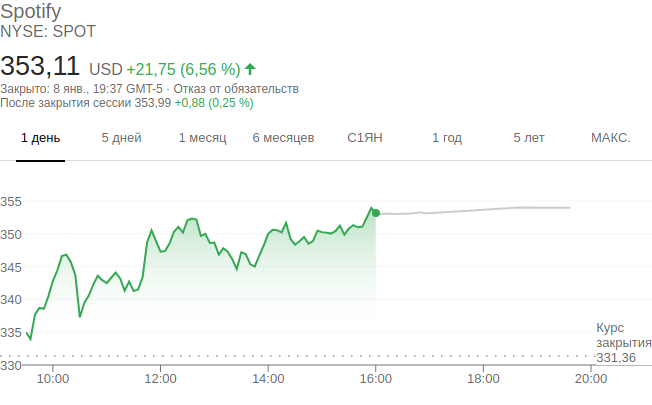 Spotify
NYSE: SPOT
353,11 USD +21,75 (6,56 %)
Закрыто: 8 янв., 19:37 GMT-5 · Отказ от обязательств
После закрытия сессии 353,99 +0,88 (0,25 %)
1 день 5 дней 1 месяц 6 месяцев С1ЯН 1 год 5 лет МАКС.
355
350
345
340
335
Курс
закрытия
331,36
330
10:00 12:00 14:00 16:00 18:00 20:00